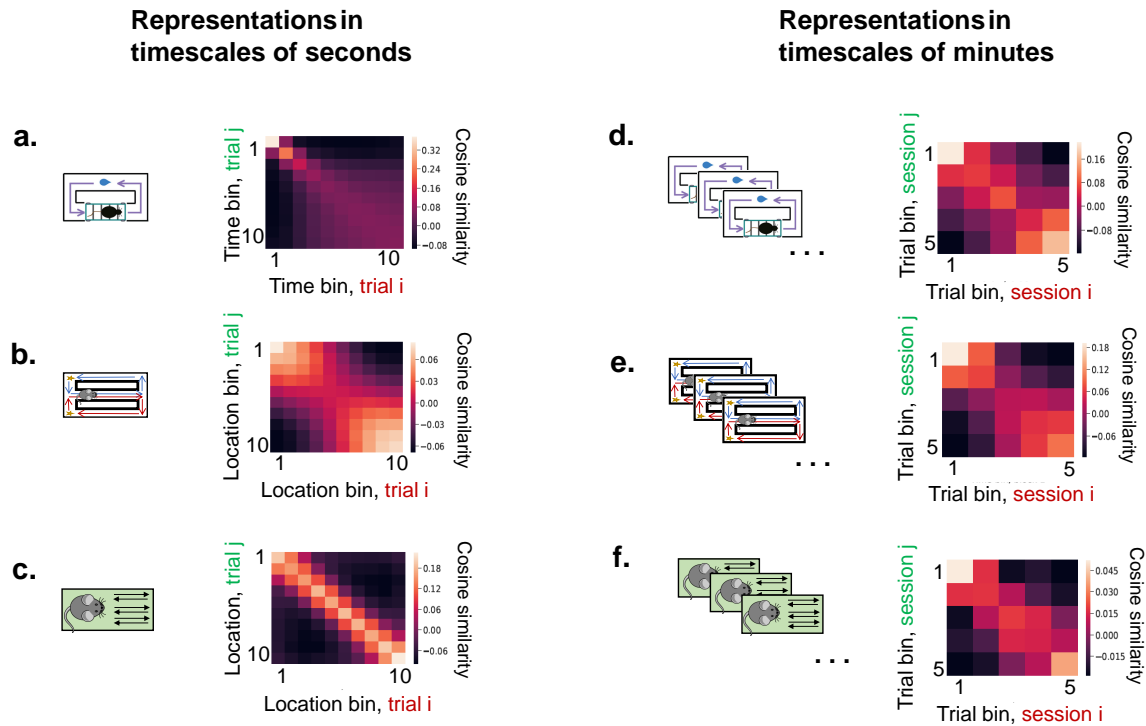 Representations in
timescales of seconds
Representations in
timescales of minutes
a.
Time bin, trial j
1
10
1
10
Time bin, trial i
0.32
0.24
0.16
0.08
0.00
−0.08
Cosine similarity
b.
Location bin, trial j
1
10
1
10
Location bin, trial i
0.06
0.03
0.00
−0.03
−0.06
Cosine similarity
c.
Location, trial j
1
10
1
10
Location bin, trial i
0.18
0.12
0.06
0.00
−0.06
Cosine similarity
d.
...
Trial bin, session j
1
5
1
5
Trial bin, session i
0.16
0.08
0.00
−0.08
Cosine similarity
e.
...
Trial bin, session j
1
5
1
5
Trial bin, session i
0.18
0.12
0.06
0.00
−0.06
Cosine similarity
f.
...
Trial bin, session j
1
5
1
5
Trial bin, session i
0.045
0.030
0.015
0.000
−0.015
Cosine similarity